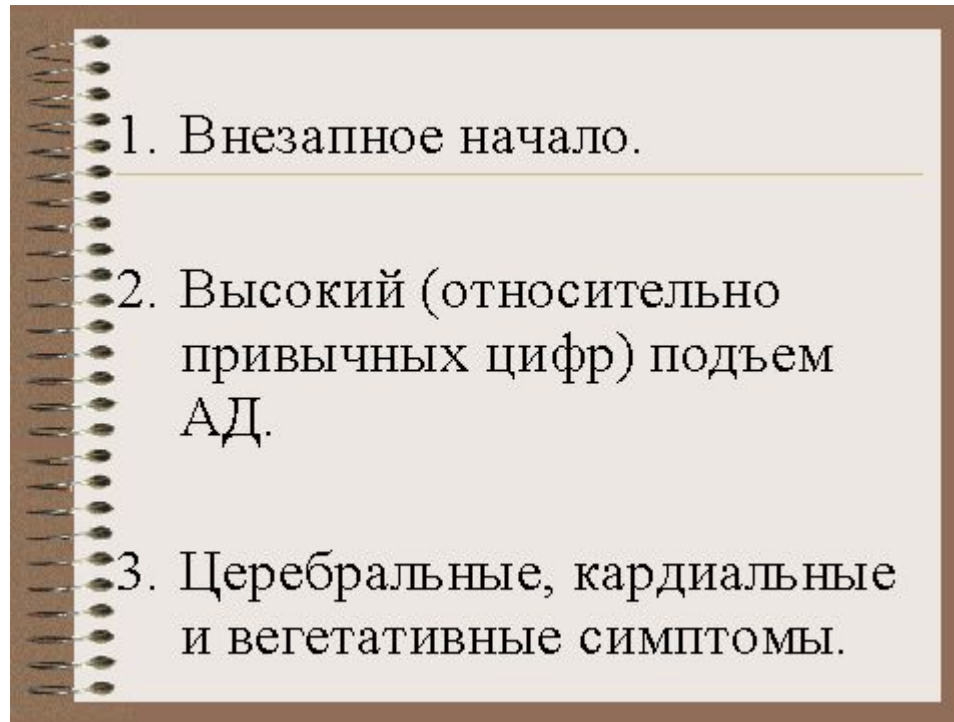 1. Внезапное начало.
2. Высокий (относительно
привычных цифр) подъем
АД.
3. Церебральные, кардиальные
и вегетативные симптомы.